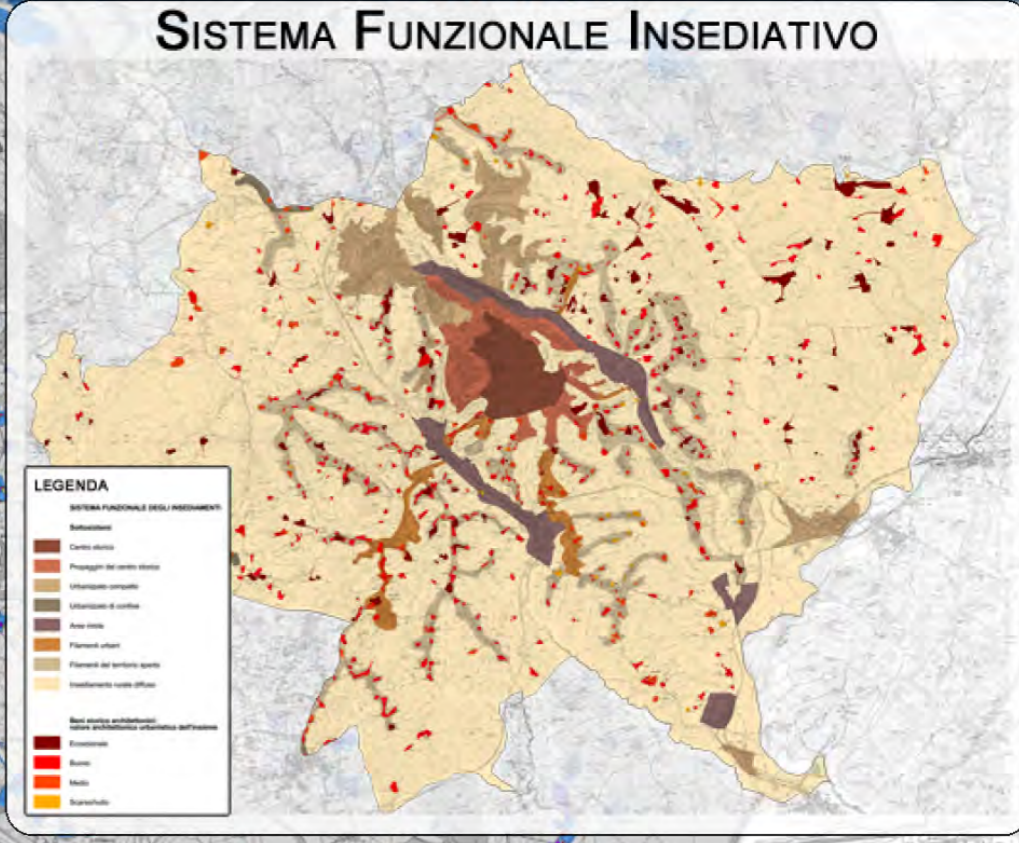 SISTEMA FUNZIONALE INSEDIATIVO
LEGENDA
SISTEMA FUNZIONALE DEGLI INSEDIAMENTI
Sottosistemi
Centro storico
Propaggini del centro storico
Urbanizzato compatto
Urbanizzato di confine
Aree miste
Filamenti urbani
Filamenti del territorio aperto
Insediamento rurale diffuso
Beni storico architettonici:
valore architettonico urbanistico dell'insieme
Eccezionale
Buono
Medio
Scarso/nullo